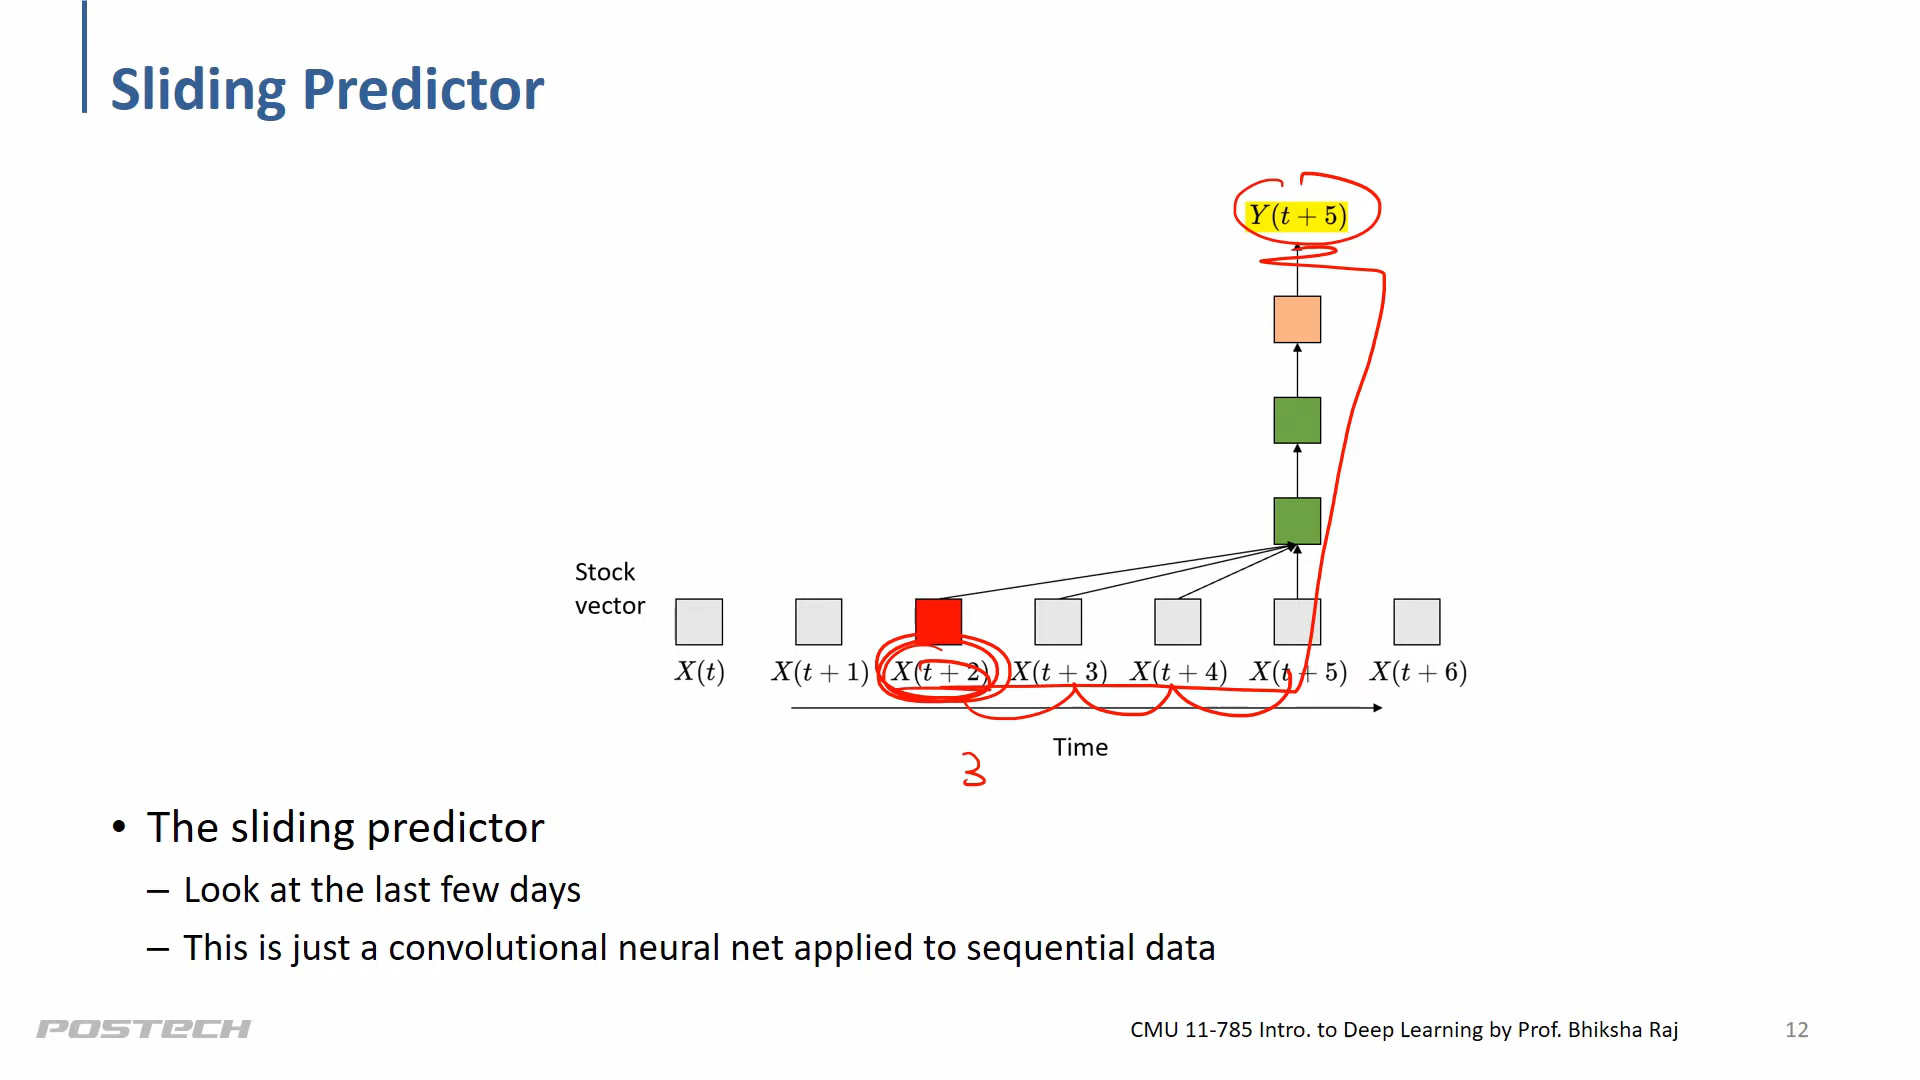 Sliding Predictor
Y(t + 5)
Stock
vector
X(t) X(t + 1) X(t + 2) X(t + 3) X(t + 4) X(t + 5) X(t + 6)
Time
3
• The sliding predictor
– Look at the last few days
– This is just a convolutional neural net applied to sequential data
POSTECH
CMU 11-785 Intro. to Deep Learning by Prof. Bhiksha Raj
12